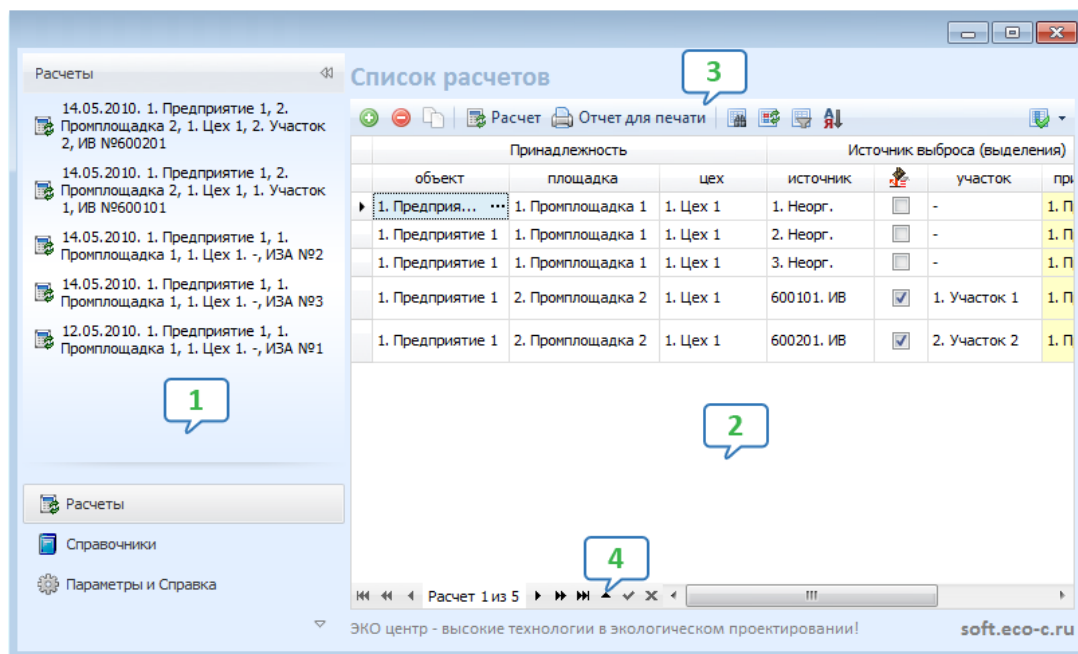 Расчеты
14.05.2010. 1. Предприятие 1, 2.
Промплощадка 2, 1. Цех 1, 2. Участок
2, ИВ №600201
14.05.2010. 1. Предприятие 1, 2.
Промплощадка 2, 1. Цех 1, 1. Участок
1, ИВ №600101
14.05.2010. 1. Предприятие 1, 1.
Промплощадка 1, 1. Цех 1. -, ИЗА №2
14.05.2010. 1. Предприятие 1, 1.
Промплощадка 1, 1. Цех 1. -, ИЗА №3
12.05.2010. 1. Предприятие 1, 1.
Промплощадка 1, 1. Цех 1. -, ИЗА №1
1
Расчеты
Справочники
Параметры и Справка
Список расчетов
3
Расчет Отчет для печати
Принадлежность Источник выброса (выделения)
объект площадка цех источник участок при
1. Предприя... 1. Промплощадка 1 1. Цех 1 1. Неорг. - 1. П
1. Предприятие 1 1. Промплощадка 1 1. Цех 1 2. Неорг. - 1. П
1. Предприятие 1 1. Промплощадка 1 1. Цех 1 3. Неорг. - 1. П
1. Предприятие 1 2. Промплощадка 2 1. Цех 1 600101. ИВ 1. Участок 1 1. П
1. Предприятие 1 2. Промплощадка 2 1. Цех 1 600201. ИВ 2. Участок 2 1. П
2
4
Расчет 1 из 5
ЭКО центр - высокие технологии в экологическом проектировании! soft.eco-c.ru